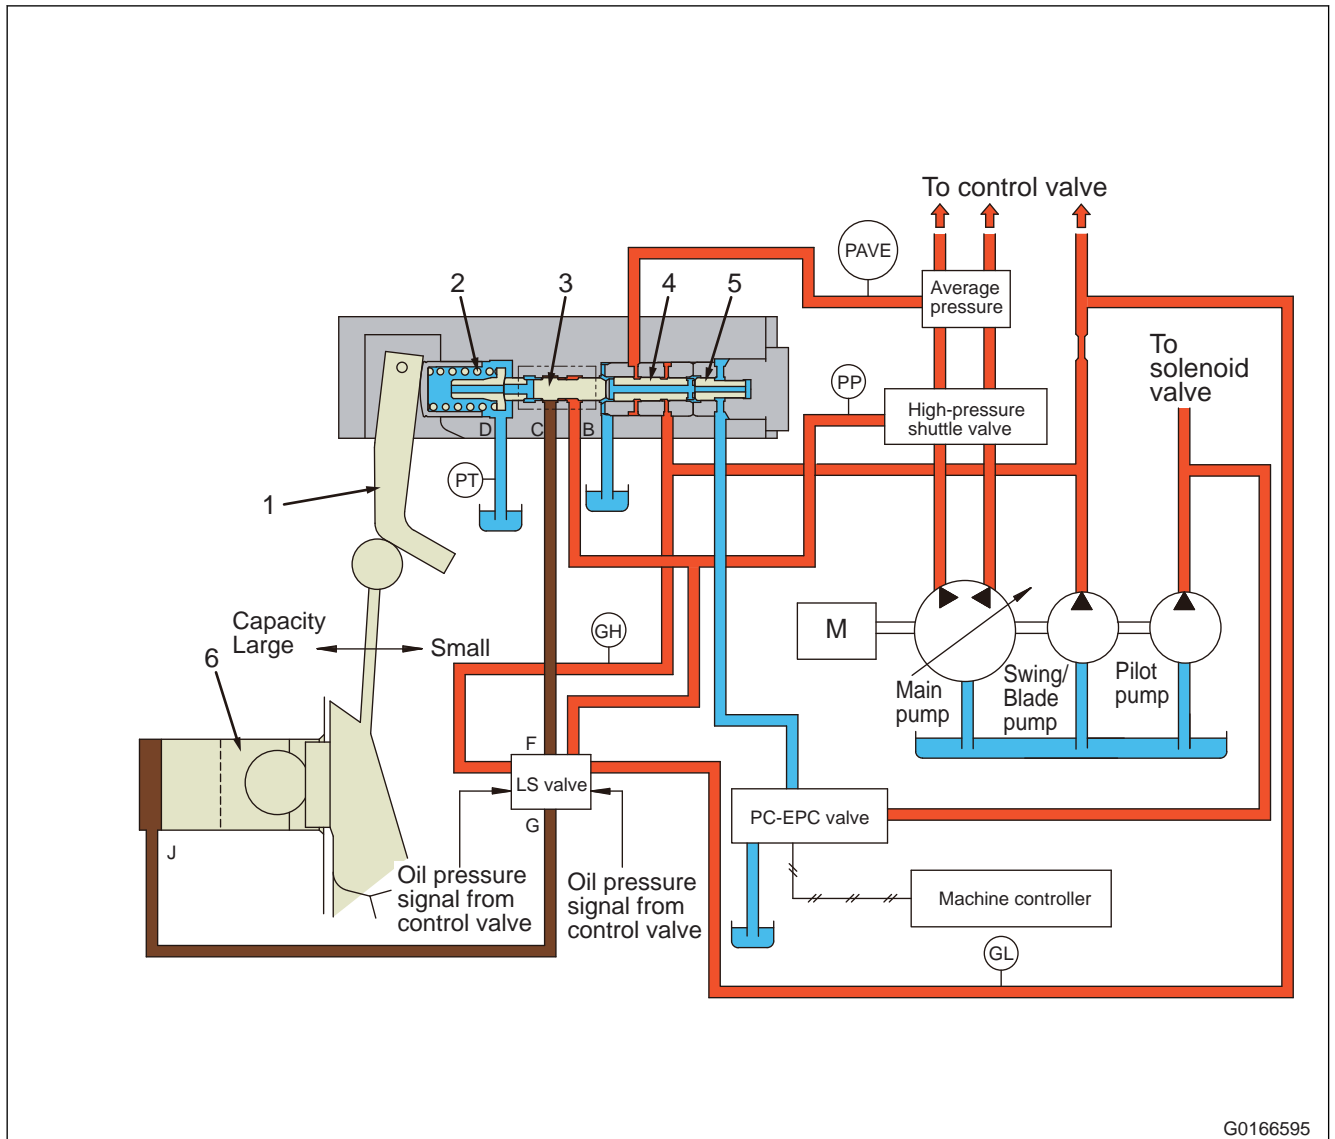 To control valve
PAVE
2
3
4
5
Average
pressure
To
solenoid
valve
PP
High-pressure
shuttle valve
D
C
B
PT
1
M
GH
Capacity
Large
Small
6
Main
pump
Swing/
Blade
pump
Pilot
pump
F
LS valve
G
PC-EPC valve
J
Oil pressure
signal from
control valve
Oil pressure
signal from
control valve
Machine controller
GL
G0166595